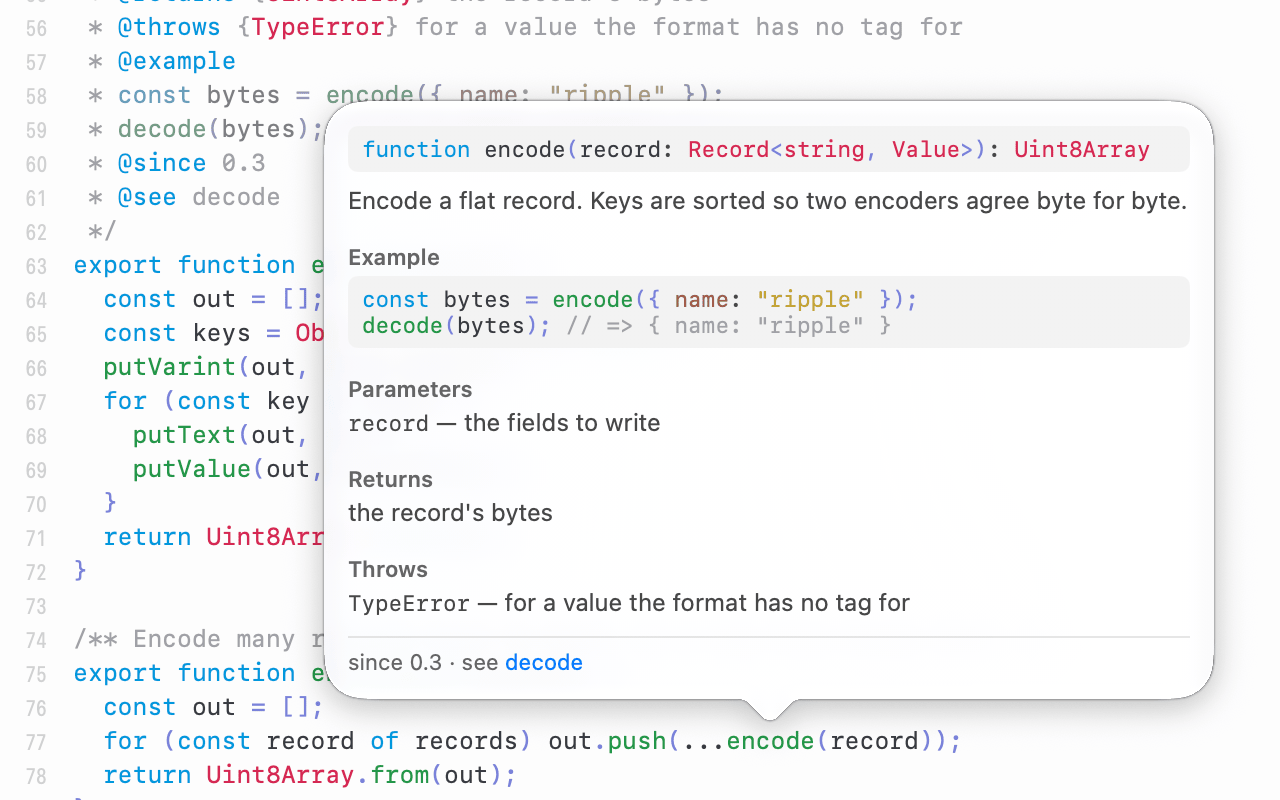 56 * @throws {TypeError} for a value the format has no tag for
57 * @example
58 * const bytes = encode({ name: "ripple" });
59 * decode(bytes);
60 * @since 0.3
61 * @see decode
62 */
63 export function e
64 const out = [];
65 const keys = Ob
66 putVarint(out,
67 for (const key
68 putText(out,
69 putValue(out,
70 }
71 return Uint8Arr
72 }
73
74 /** Encode many r
75 export function e
76 const out = [];
77 for (const record of records) out.push(...encode(record));
78 return Uint8Array.from(out);
function encode(record: Record<string, Value>): Uint8Array
Encode a flat record. Keys are sorted so two encoders agree byte for byte.
Example
const bytes = encode({ name: "ripple" });
decode(bytes); // => { name: "ripple" }
Parameters
record — the fields to write
Returns
the record's bytes
Throws
TypeError — for a value the format has no tag for
since 0.3 · see decode